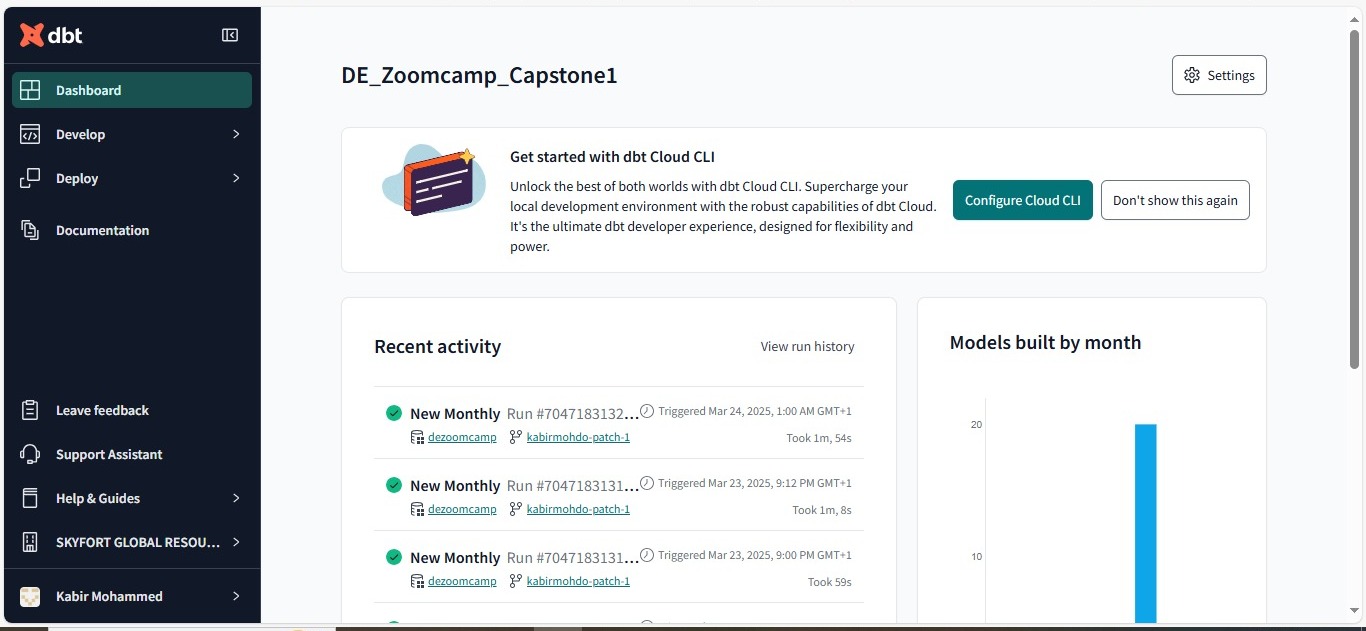 dbt
Dashboard
Develop
Deploy
Documentation
Leave feedback
Support Assistant
Help & Guides
SKYFORT GLOBAL RESOU...
Kabir Mohammed
DE_Zoomcamp_Capstone1
Settings
Get started with dbt Cloud CLI
Unlock the best of both worlds with dbt Cloud CLI. Supercharge your
local development environment with the robust capabilities of dbt Cloud.
It's the ultimate dbt developer experience, designed for flexibility and
power.
Configure Cloud CLI
Don't show this again
Recent activity
View run history
New Monthly Run #7047183132... Triggered Mar 24, 2025, 1:00 AM GMT+1
dezoomcamp kabirmohdo-patch-1 Took 1m, 54s
New Monthly Run #7047183131... Triggered Mar 23, 2025, 9:12 PM GMT+1
dezoomcamp kabirmohdo-patch-1 Took 1m, 8s
New Monthly Run #7047183131... Triggered Mar 23, 2025, 9:00 PM GMT+1
dezoomcamp kabirmohdo-patch-1 Took 59s
Models built by month
20
10